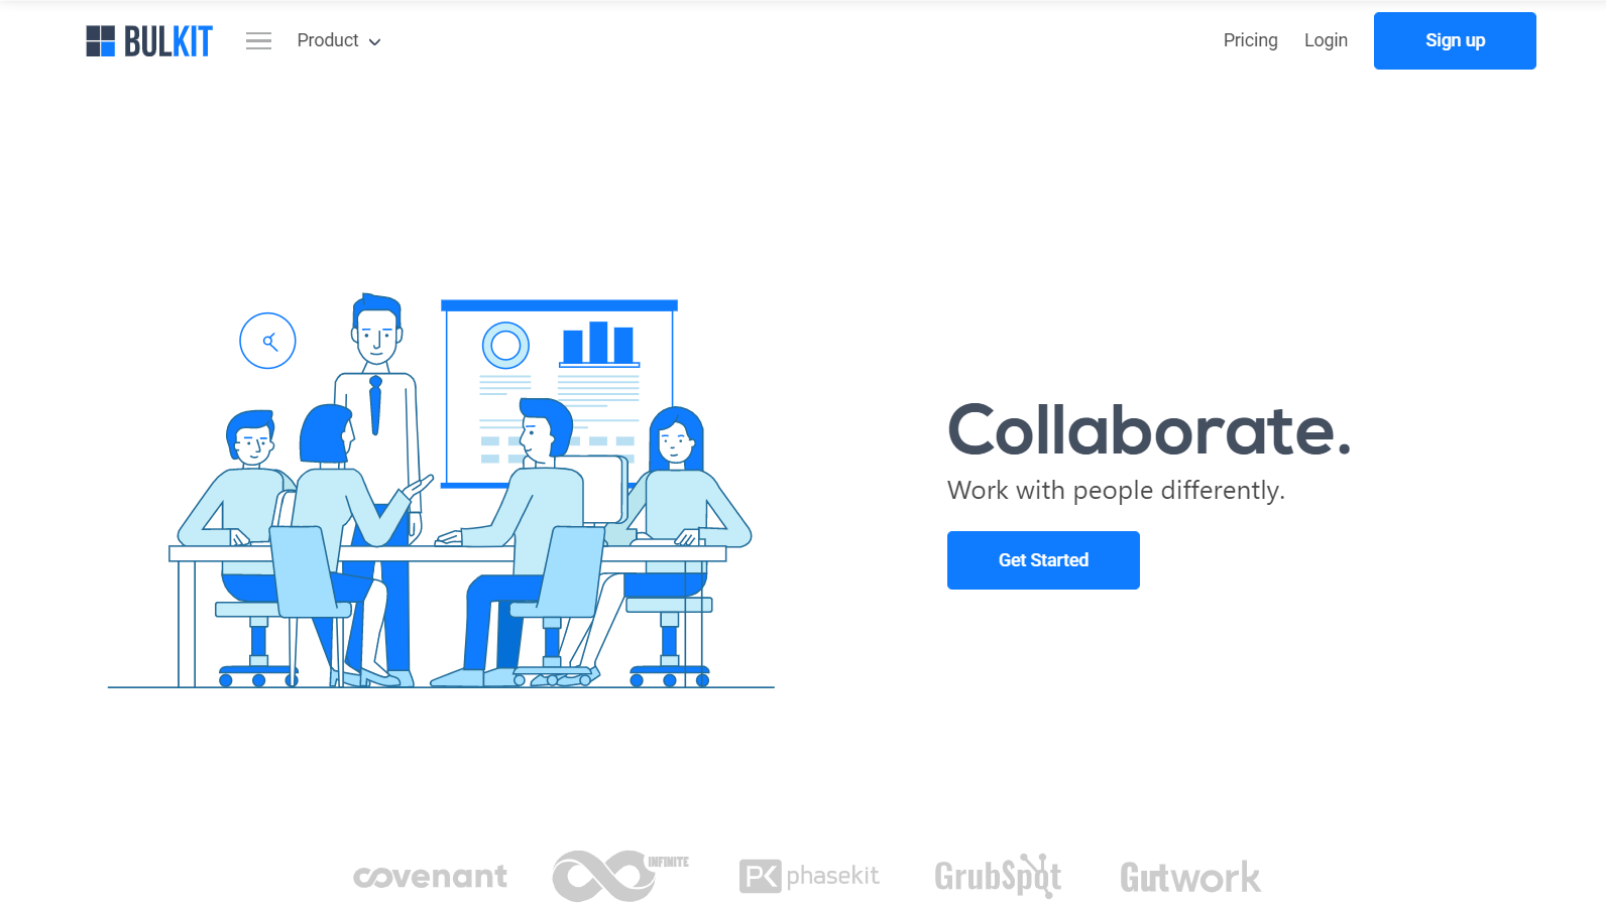 BULKIT
Product
Pricing
Login
Sign up
Collaborate.
Work with people differently.
Get Started
covenant
INFINITE
PK phasekit
GrubSpot
Gutwork